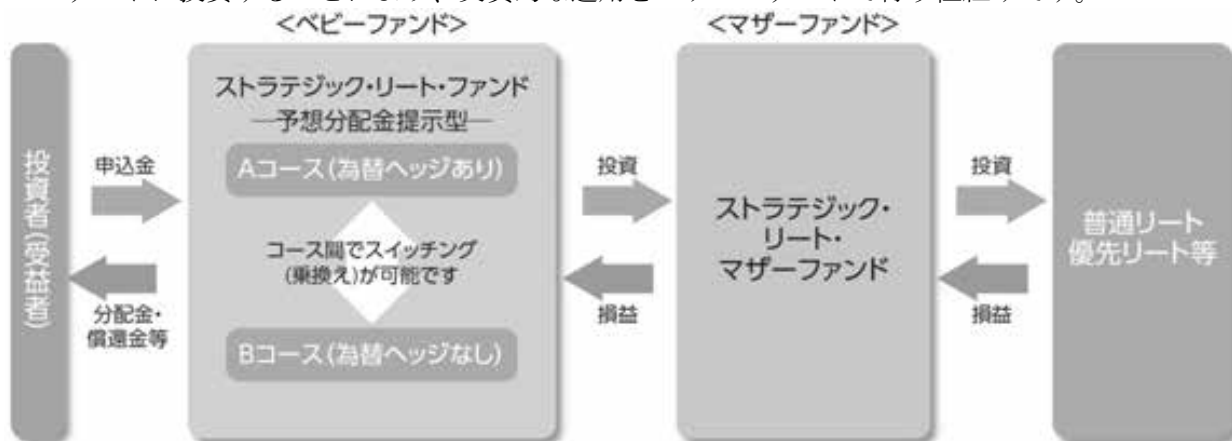 <ベビーファンド>
<マザーファンド>
投資者(受益者)
申込金
分配金・
償還金等
ストラテジック・リート・ファンド
―予想分配金提示型―
Aコース(為替ヘッジあり)
コース間でスイッチング
(乗換え)が可能です
Bコース(為替ヘッジなし)
投資
損益
ストラテジック・
リート・
マザーファンド
投資
損益
普通リート
優先リート等